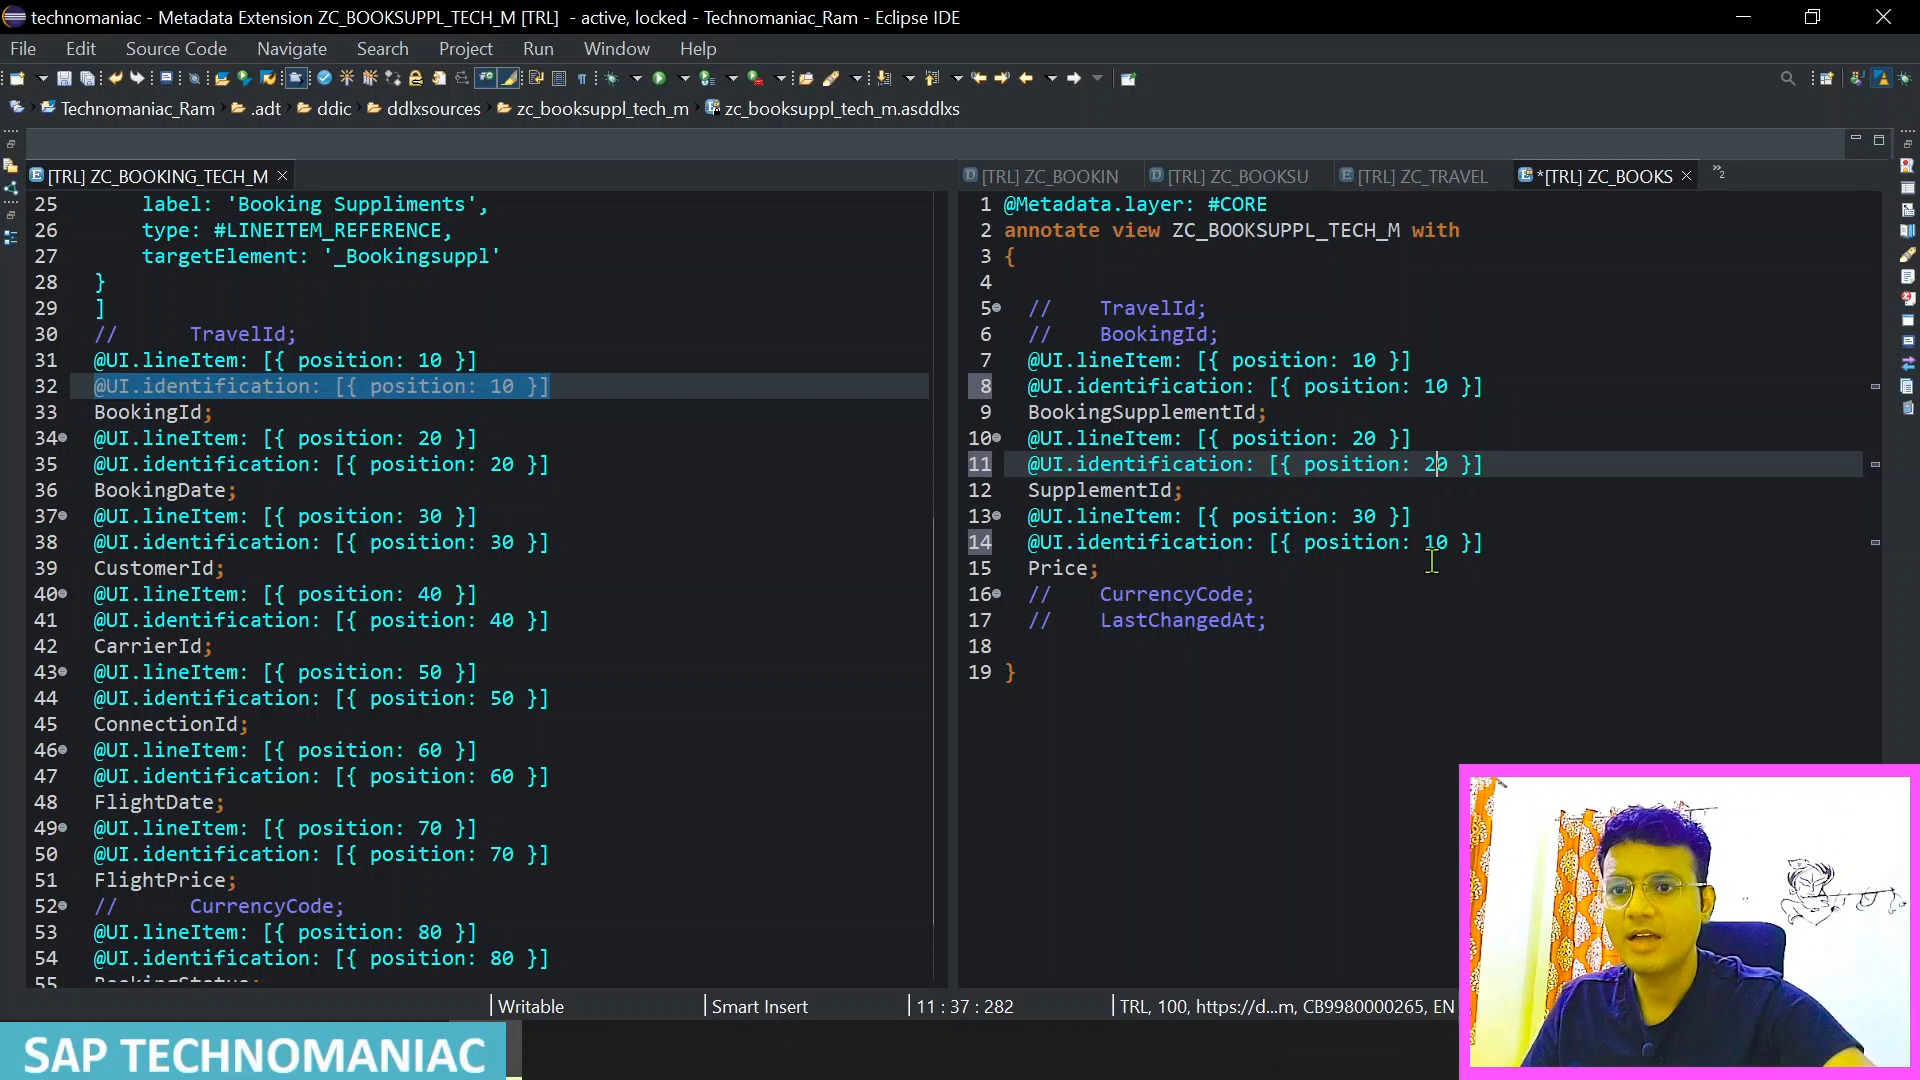 technomaniac - Metadata Extension ZC_BOOKSUPPL_TECH_M [TRL] - active, locked - Technomaniac_Ram - Eclipse IDE
File Edit Source Code Navigate Search Project Run Window Help
Technomaniac_Ram .adt ddic ddlxsources zc_booksuppl_tech_m zc_booksuppl_tech_m.asddlxs
[TRL] ZC_BOOKING_TECH_M
25 label: 'Booking Suppliments',
26 type: #LINEITEM_REFERENCE,
27 targetElement: '_Bookingsuppl'
28 }
29 ]
30 // TravelId;
31 @UI.lineItem: [{ position: 10 }]
32 @UI.identification: [{ position: 10 }]
33 BookingId;
34 @UI.lineItem: [{ position: 20 }]
35 @UI.identification: [{ position: 20 }]
36 BookingDate;
37 @UI.lineItem: [{ position: 30 }]
38 @UI.identification: [{ position: 30 }]
39 CustomerId;
40 @UI.lineItem: [{ position: 40 }]
41 @UI.identification: [{ position: 40 }]
42 CarrierId;
43 @UI.lineItem: [{ position: 50 }]
44 @UI.identification: [{ position: 50 }]
45 ConnectionId;
46 @UI.lineItem: [{ position: 60 }]
47 @UI.identification: [{ position: 60 }]
48 FlightDate;
49 @UI.lineItem: [{ position: 70 }]
50 @UI.identification: [{ position: 70 }]
51 FlightPrice;
52 // CurrencyCode;
53 @UI.lineItem: [{ position: 80 }]
54 @UI.identification: [{ position: 80 }]
55
[TRL] ZC_BOOKIN [TRL] ZC_BOOKSU [TRL] ZC_TRAVEL *[TRL] ZC_BOOKS »2
1 @Metadata.layer: #CORE
2 annotate view ZC_BOOKSUPPL_TECH_M with
3 {
4
5 // TravelId;
6 // BookingId;
7 @UI.lineItem: [{ position: 10 }]
8 @UI.identification: [{ position: 10 }]
9 BookingSupplementId;
10 @UI.lineItem: [{ position: 20 }]
11 @UI.identification: [{ position: 20 }]
12 SupplementId;
13 @UI.lineItem: [{ position: 30 }]
14 @UI.identification: [{ position: 10 }]
15 Price;
16 // CurrencyCode;
17 // LastChangedAt;
18
19 }
Writable Smart Insert 11 : 37 : 282 TRL, 100, https://d...m, CB9980000265, EN
SAP TECHNOMANIAC